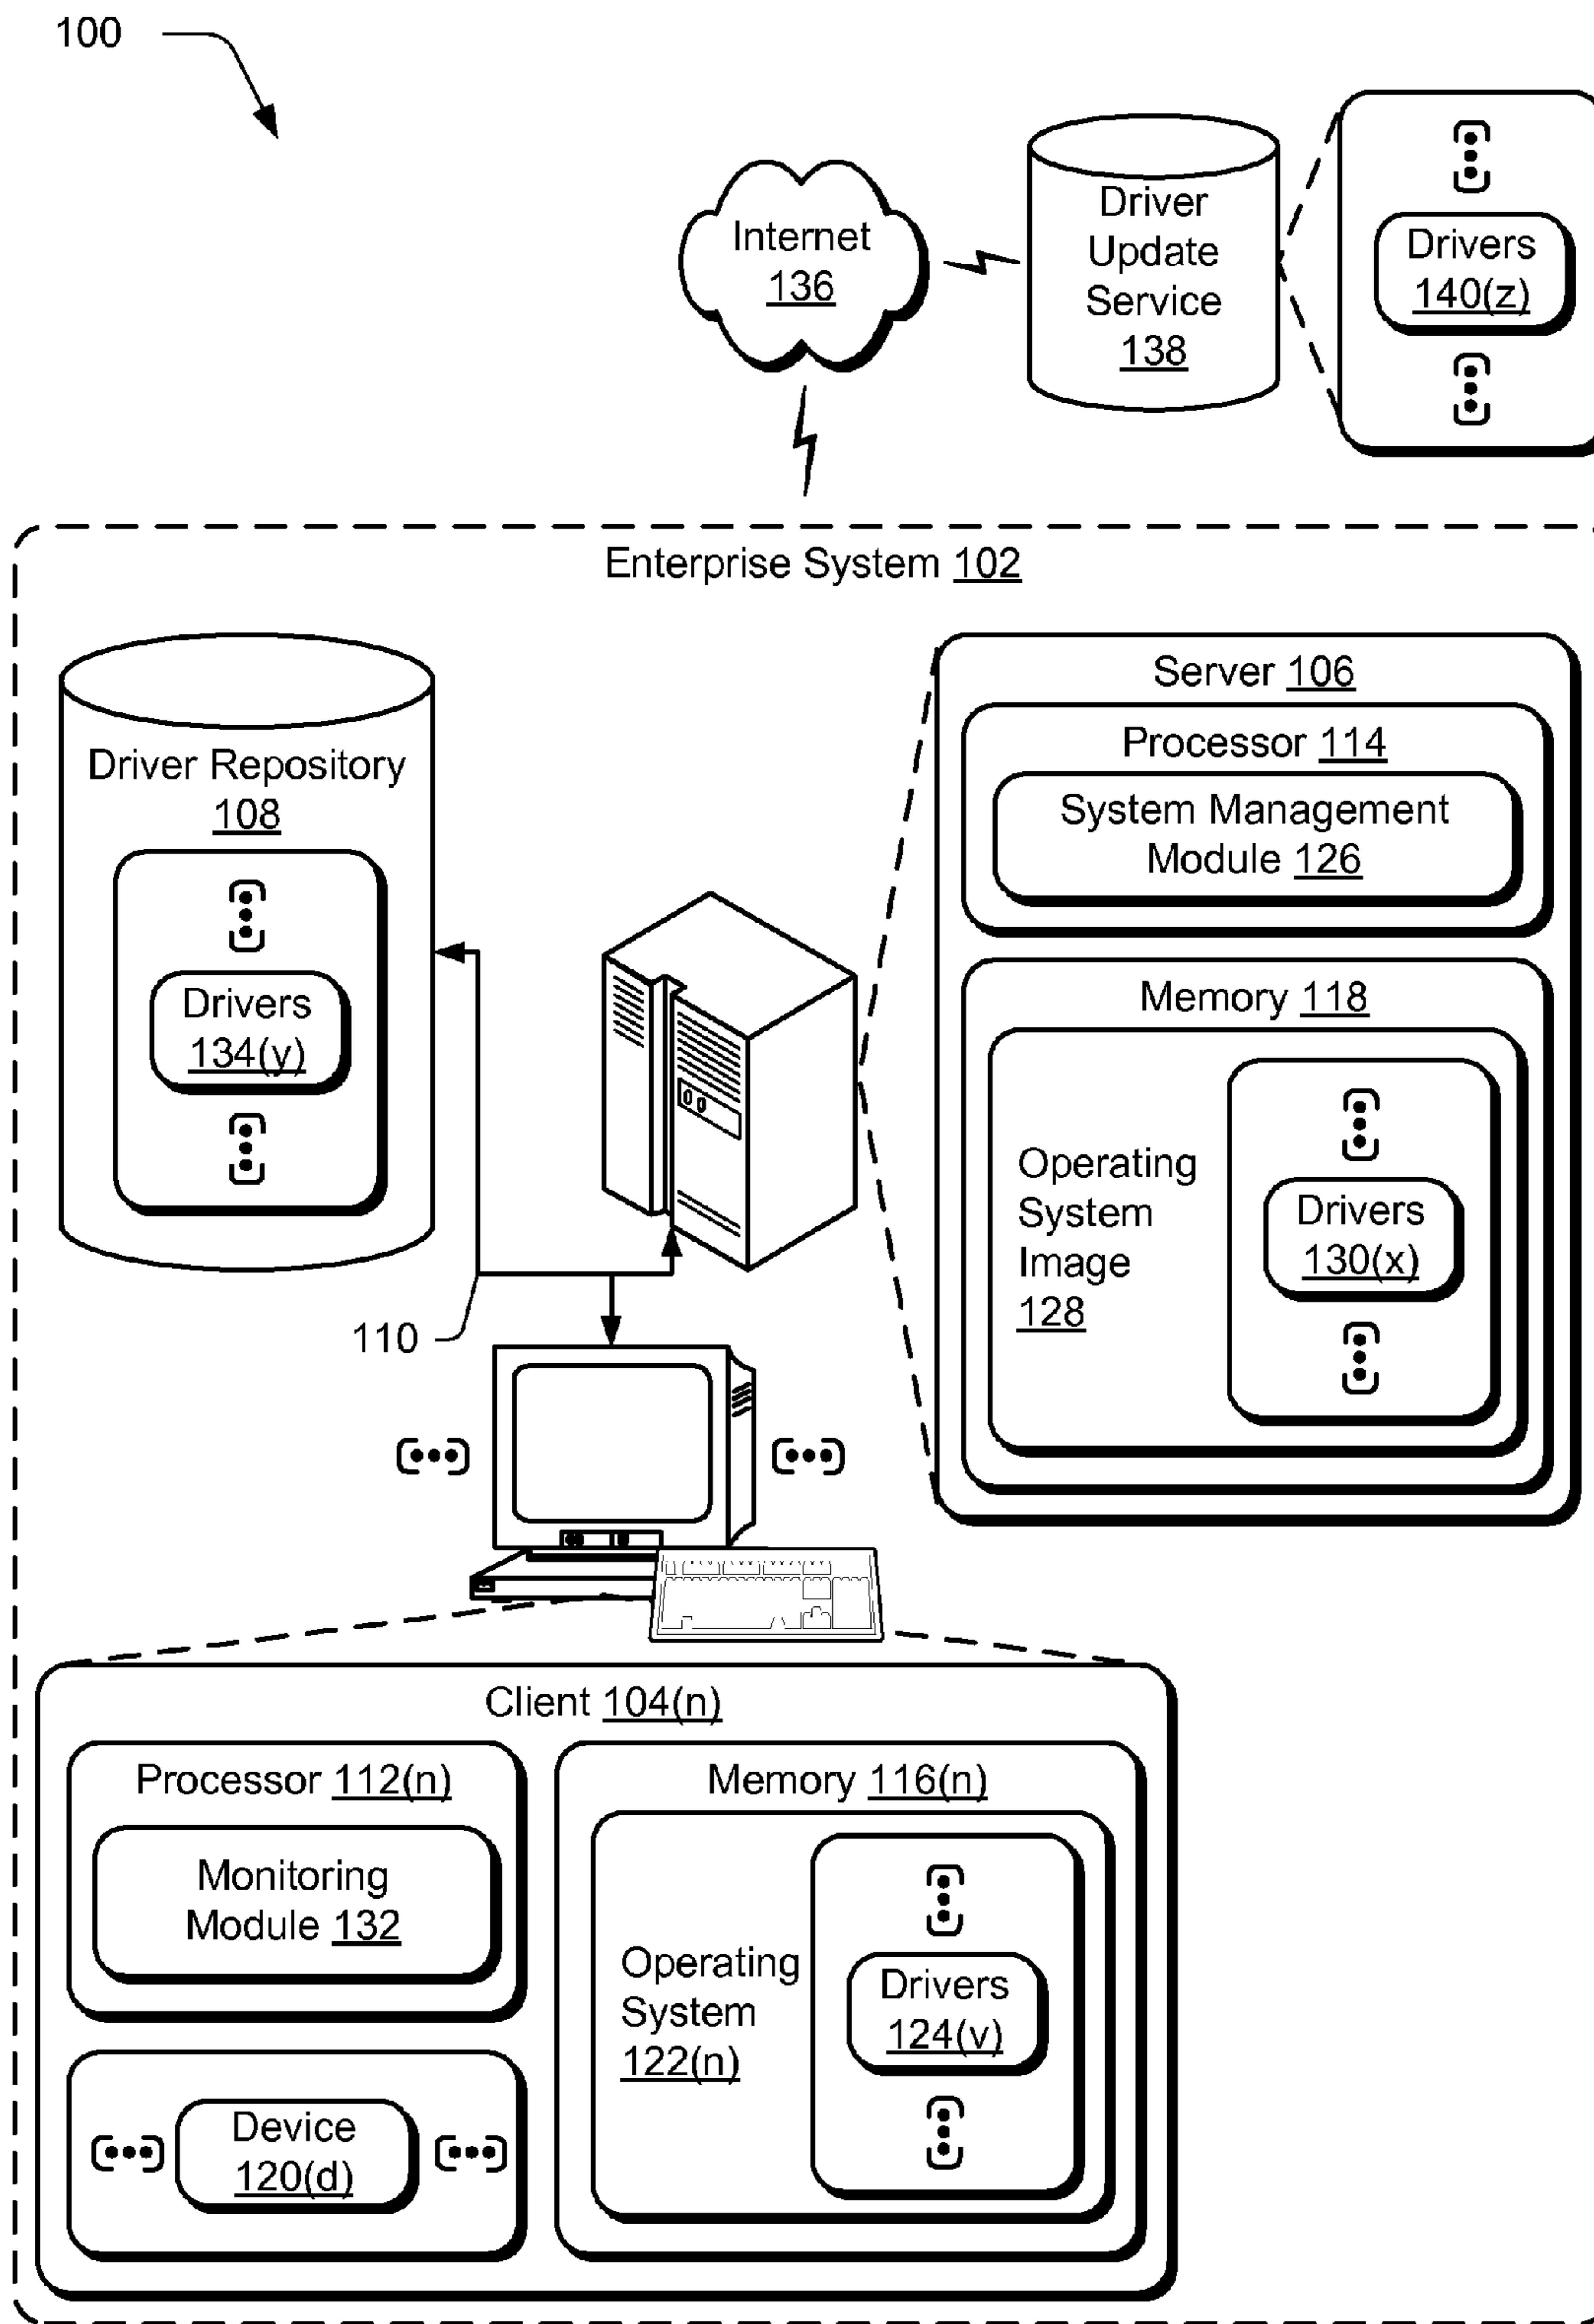 100
Internet
136
Driver
Update
Service
138
Drivers
140(z)
Enterprise System 102
Driver Repository
108
Drivers
134(y)
Server 106
Processor 114
System Management
Module 126
Memory 118
Operating
System
Image
128
Drivers
130(x)
110
Client 104(n)
Processor 112(n)
Monitoring
Module 132
Device
120(d)
Memory 116(n)
Operating
System
122(n)
Drivers
124(v)